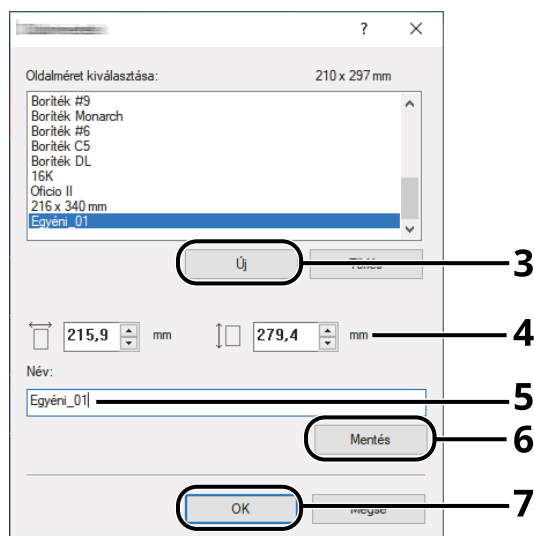 ?
Oldalméret kiválasztása: 210 x 297 mm
Boríték #9
Boríték Monarch
Boríték #6
Boríték C5
Boríték DL
16K
Oficio II
216 x 340 mm
Egyéni_01
Új Törlés 3
215,9 mm 279,4 mm 4
Név:
Egyéni_01 5
Mentés 6
OK Mégse 7